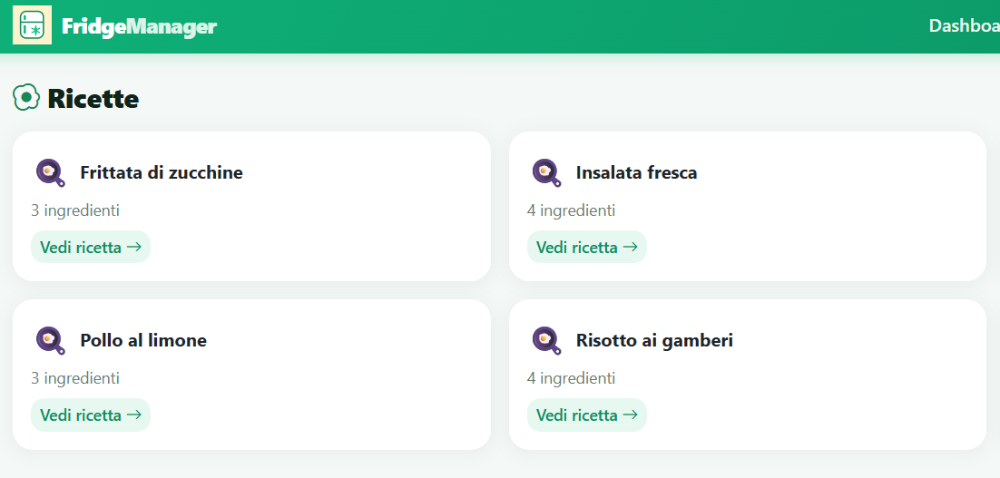 FridgeManager
Ricette
Frittata di zucchine
3 ingredienti
Vedi ricetta →
Insalata fresca
4 ingredienti
Vedi ricetta →
Pollo al limone
3 ingredienti
Vedi ricetta →
Risotto ai gamberi
4 ingredienti
Vedi ricetta →